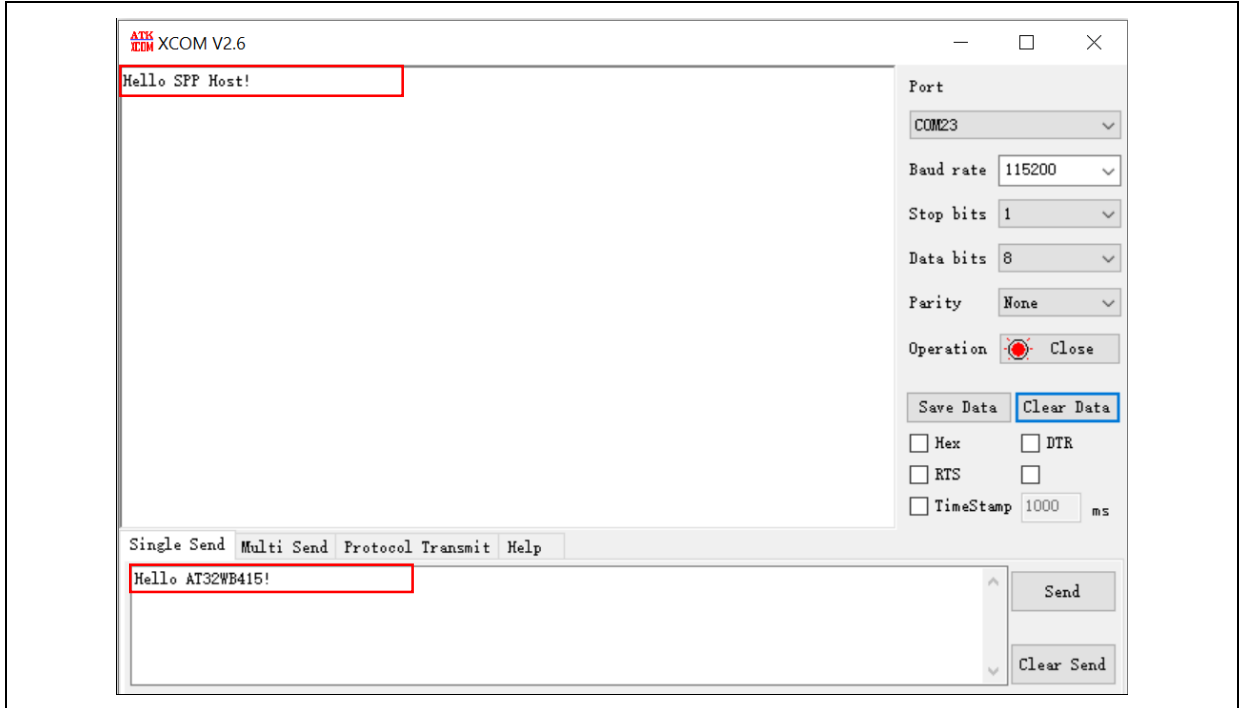 ATK XCOM XCOM V2.6
Hello SPP Host!
Port
COM23
Baud rate 115200
Stop bits 1
Data bits 8
Parity None
Operation Close
Save Data Clear Data
Hex DTR
RTS
TimeStamp 1000 ms
Single Send Multi Send Protocol Transmit Help
Hello AT32WB415!
Send
Clear Send